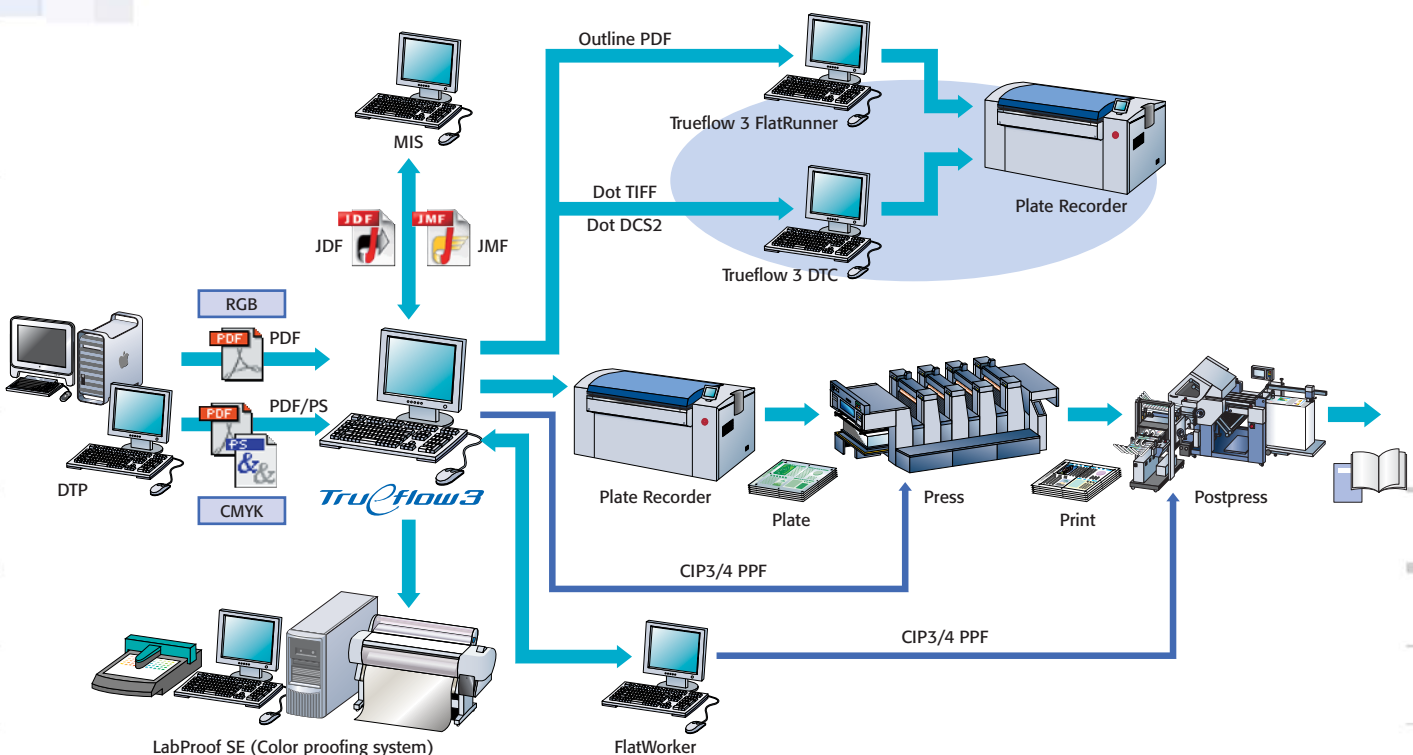 Outline PDF
Trueflow 3 FlatRunner
MIS
Dot TIFF
Dot DCS2
Plate Recorder
JDF
JDF
JMF
JMF
Trueflow 3 DTC
RGB
PDF
PDF
PDF/PS
PDF
PS
DTP
CMYK
Trueflow3
Plate Recorder
Plate
Press
Print
Postpress
CIP3/4 PPF
CIP3/4 PPF
LabProof SE (Color proofing system)
FlatWorker